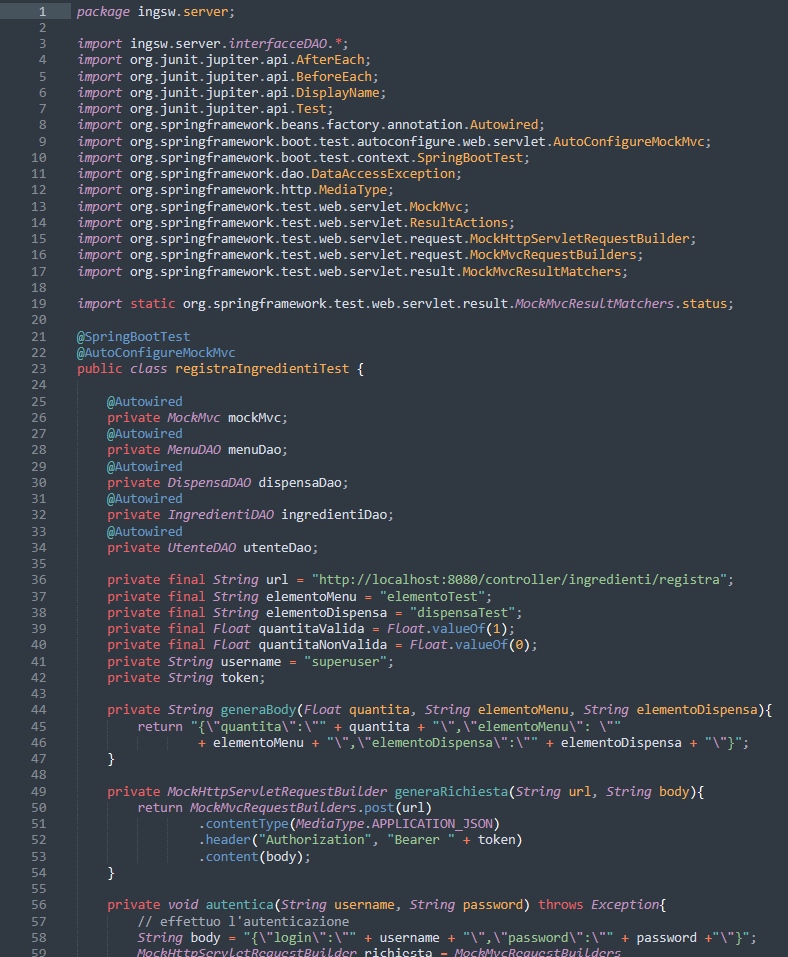 1 package ingsw.server;
2
3 import ingsw.server.interfacceDAO.*;
4 import org.junit.jupiter.api.AfterEach;
5 import org.junit.jupiter.api.BeforeEach;
6 import org.junit.jupiter.api.DisplayName;
7 import org.junit.jupiter.api.Test;
8 import org.springframework.beans.factory.annotation.Autowired;
9 import org.springframework.boot.test.autoconfigure.web.servlet.AutoConfigureMockMvc;
10 import org.springframework.boot.test.context.SpringBootTest;
11 import org.springframework.dao.DataAccessException;
12 import org.springframework.http.MediaType;
13 import org.springframework.test.web.servlet.MockMvc;
14 import org.springframework.test.web.servlet.ResultActions;
15 import org.springframework.test.web.servlet.request.MockHttpServletRequestBuilder;
16 import org.springframework.test.web.servlet.request.MockMvcRequestBuilders;
17 import org.springframework.test.web.servlet.result.MockMvcResultMatchers;
18
19 import static org.springframework.test.web.servlet.result.MockMvcResultMatchers.status;
20
21 @SpringBootTest
22 @AutoConfigureMockMvc
23 public class registraIngredientiTest {
24
25     @Autowired
26     private MockMvc mockMvc;
27     @Autowired
28     private MenuDAO menuDao;
29     @Autowired
30     private DispensaDAO dispensaDao;
31     @Autowired
32     private IngredientiDAO ingredientiDao;
33     @Autowired
34     private UtenteDAO utenteDao;
35
36     private final String url = "http://localhost:8080/controller/ingredienti/registra";
37     private final String elementoMenu = "elementoTest";
38     private final String elementoDispensa = "dispensaTest";
39     private final Float quantitaValida = Float.valueOf(1);
40     private final Float quantitaNonValida = Float.valueOf(0);
41     private String username = "superuser";
42     private String token;
43
44     private String generaBody(Float quantita, String elementoMenu, String elementoDispensa){
45         return "{\"quantita\":\"" + quantita + "\",\"elementoMenu\": \""
46                 + elementoMenu + "\",\"elementoDispensa\":\"" + elementoDispensa + "\"}";
47     }
48
49     private MockHttpServletRequestBuilder generaRichiesta(String url, String body){
50         return MockMvcRequestBuilders.post(url)
51                 .contentType(MediaType.APPLICATION_JSON)
52                 .header("Authorization", "Bearer " + token)
53                 .content(body);
54     }
55
56     private void autentica(String username, String password) throws Exception{
57         // effettuo l'autenticazione
58         String body = "{\"login\":\"" + username + "\",\"password\":\"" + password +"\"}";
59         MockHttpServletRequestBuilder richiesta = MockMvcRequestBuilders